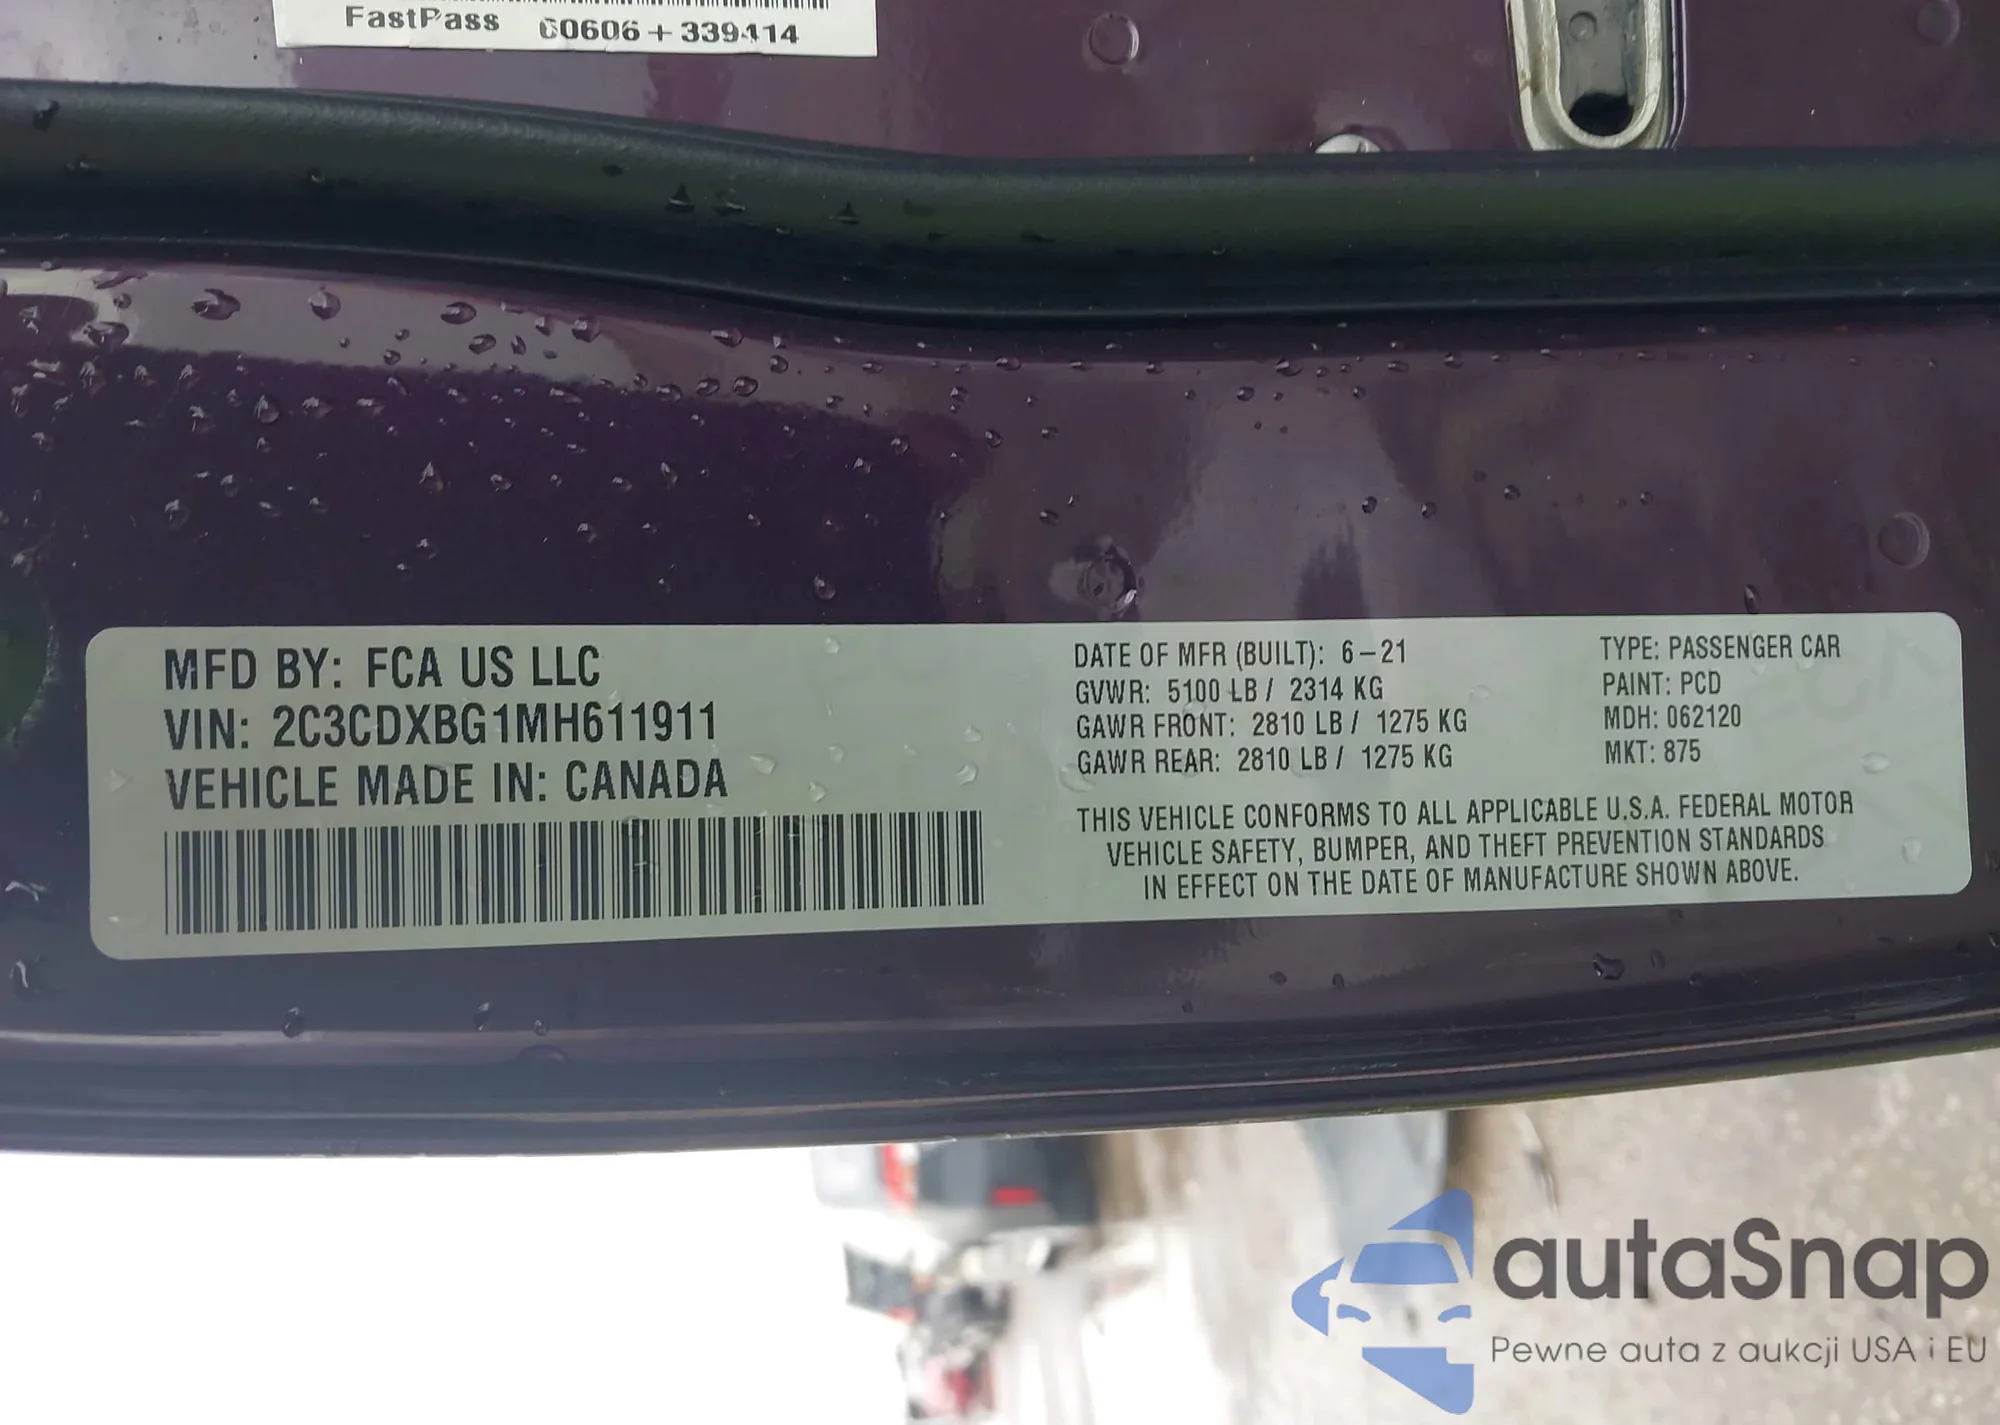 FastPass 60606+339414
MFD BY: FCA US LLC
VIN: 2C3CDXBG1MH611911
VEHICLE MADE IN: CANADA
DATE OF MFR (BUILT): 6-21
GVWR: 5100 LB / 2314 KG
GAWR FRONT: 2810 LB / 1275 KG
GAWR REAR: 2810 LB / 1275 KG
TYPE: PASSENGER CAR
PAINT: PCD
MDH: 062120
MKT: 875
THIS VEHICLE CONFORMS TO ALL APPLICABLE U.S.A. FEDERAL MOTOR
VEHICLE SAFETY, BUMPER, AND THEFT PREVENTION STANDARDS
IN EFFECT ON THE DATE OF MANUFACTURE SHOWN ABOVE.
autaSnap
Pewne auta z aukcji USA i EU